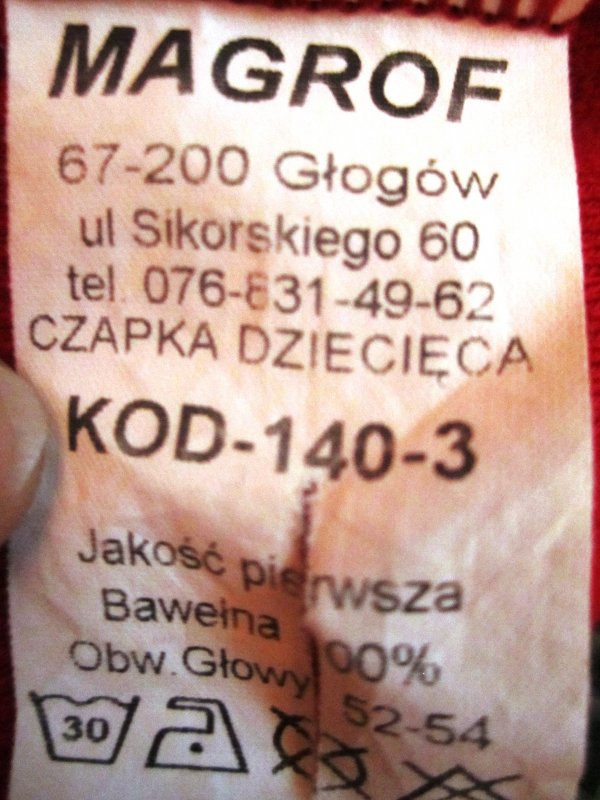 MAGROF
67-200 Głogów
ul Sikorskiego 60
tel. 076-831-49-62
CZAPKA DZIECIĘCA
KOD-140-3
Jakość pierwsza
Bawełna 100%
Obw.Głowy 52-54
30